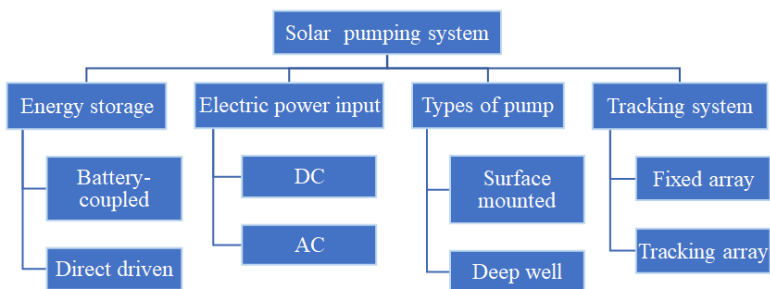 Solar pumping system
Energy storage
Electric power input
Types of pump
Tracking system
Battery-
coupled
DC
Surface
mounted
Fixed array
Direct driven
AC
Deep well
Tracking array